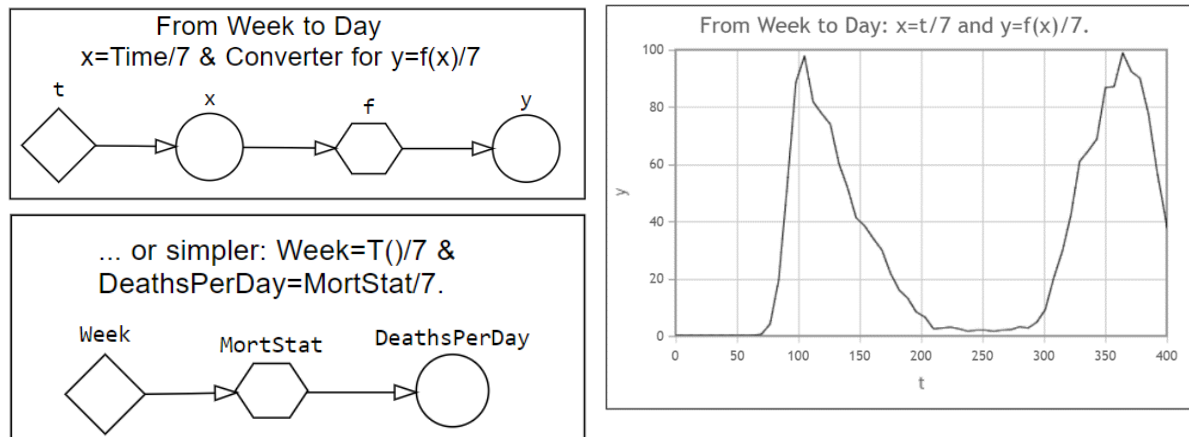 From Week to Day
x=Time/7 & Converter for y=f(x)/7
t
x
f
y
... or simpler: Week=T()/7 &
DeathsPerDay=MortStat/7.
Week
MortStat
DeathsPerDay
From Week to Day: x=t/7 and y=f(x)/7.
100
80
60
40
20
0
y
0 50 100 150 200 250 300 350 400
t